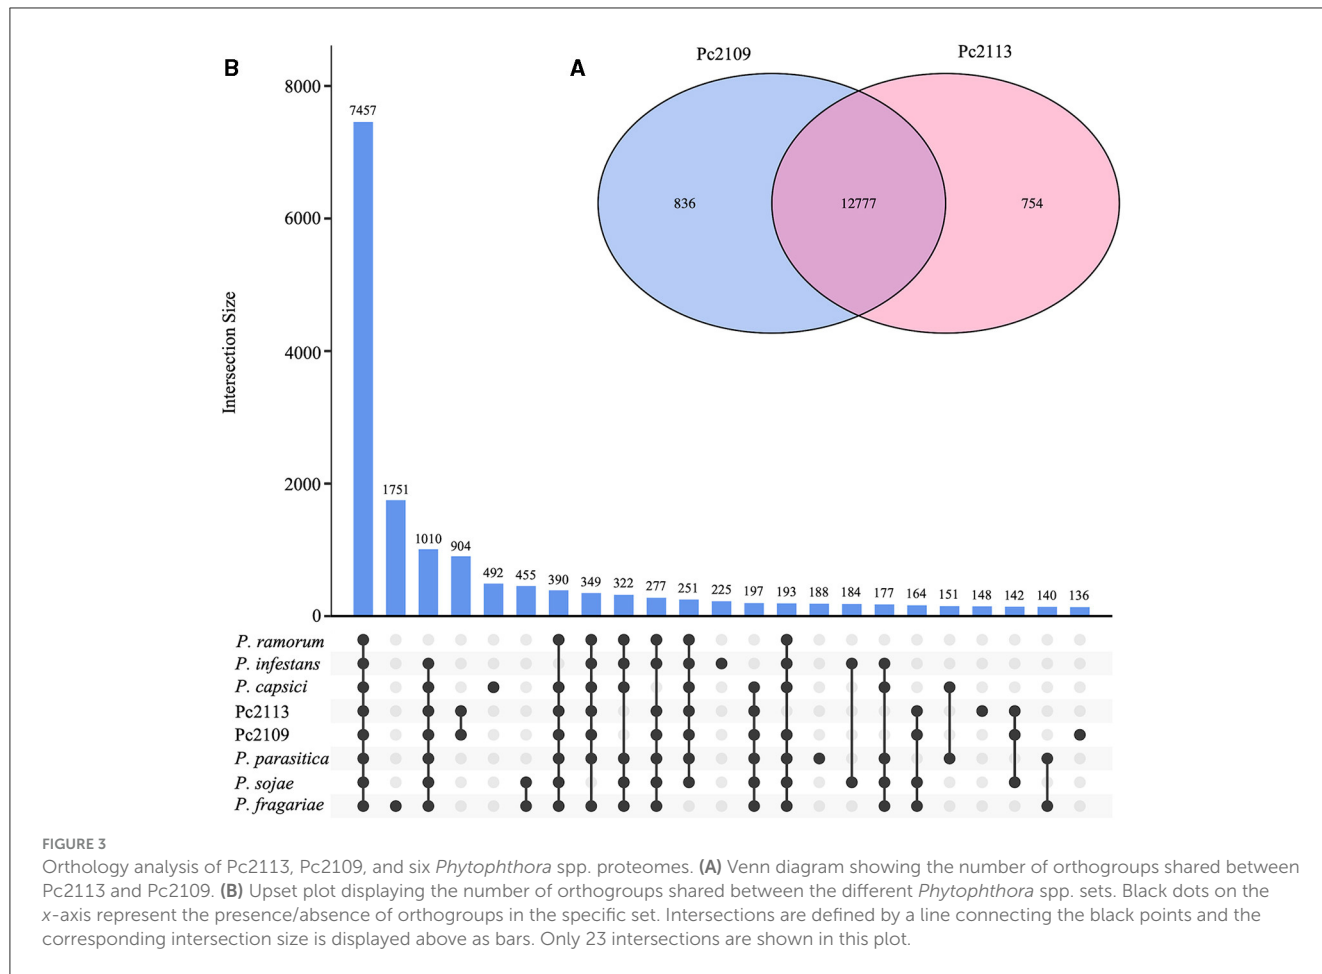 B
A
Pc2109
Pc2113
836
12777
754
Intersection Size
8000
6000
4000
2000
0
7457
1751
1010
904
492
455
390
349
322
277
251
225
197
193
188
184
177
164
151
148
142
140
136
P. ramorum
P. infestans
P. capsici
Pc2113
Pc2109
P. parasitica
P. sojae
P. fragariae
FIGURE 3
Orthology analysis of Pc2113, Pc2109, and six Phytophthora spp. proteomes. (A) Venn diagram showing the number of orthogroups shared between
Pc2113 and Pc2109. (B) Upset plot displaying the number of orthogroups shared between the different Phytophthora spp. sets. Black dots on the
x-axis represent the presence/absence of orthogroups in the specific set. Intersections are defined by a line connecting the black points and the
corresponding intersection size is displayed above as bars. Only 23 intersections are shown in this plot.